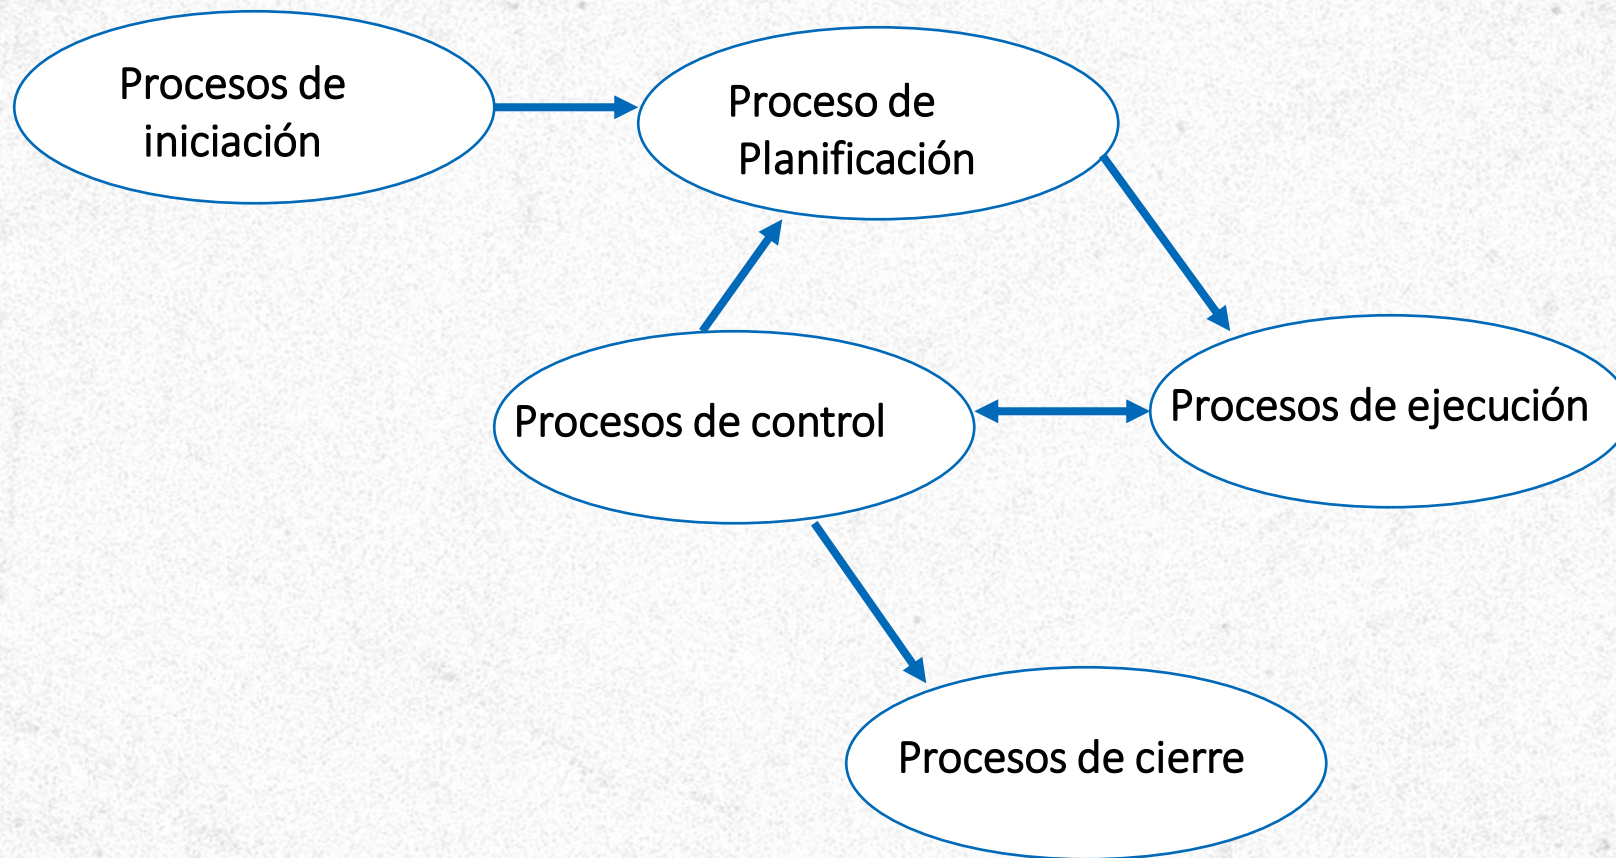 Procesos de
iniciación
Proceso de
Planificación
Procesos de control
Procesos de ejecución
Procesos de cierre